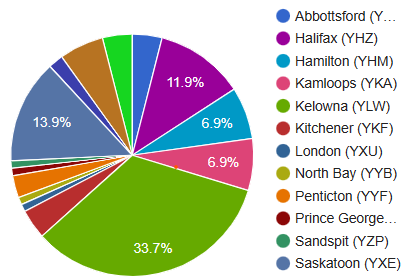 11.9%
6.9%
6.9%
33.7%
13.9%
Abbottsford (Y...
Halifax (YHZ)
Hamilton (YHM)
Kamloops (YKA)
Kelowna (YLW)
Kitchener (YKF)
London (YXU)
North Bay (YYB)
Penticton (YYF)
Prince George...
Sandspit (YZP)
Saskatoon (YXE)